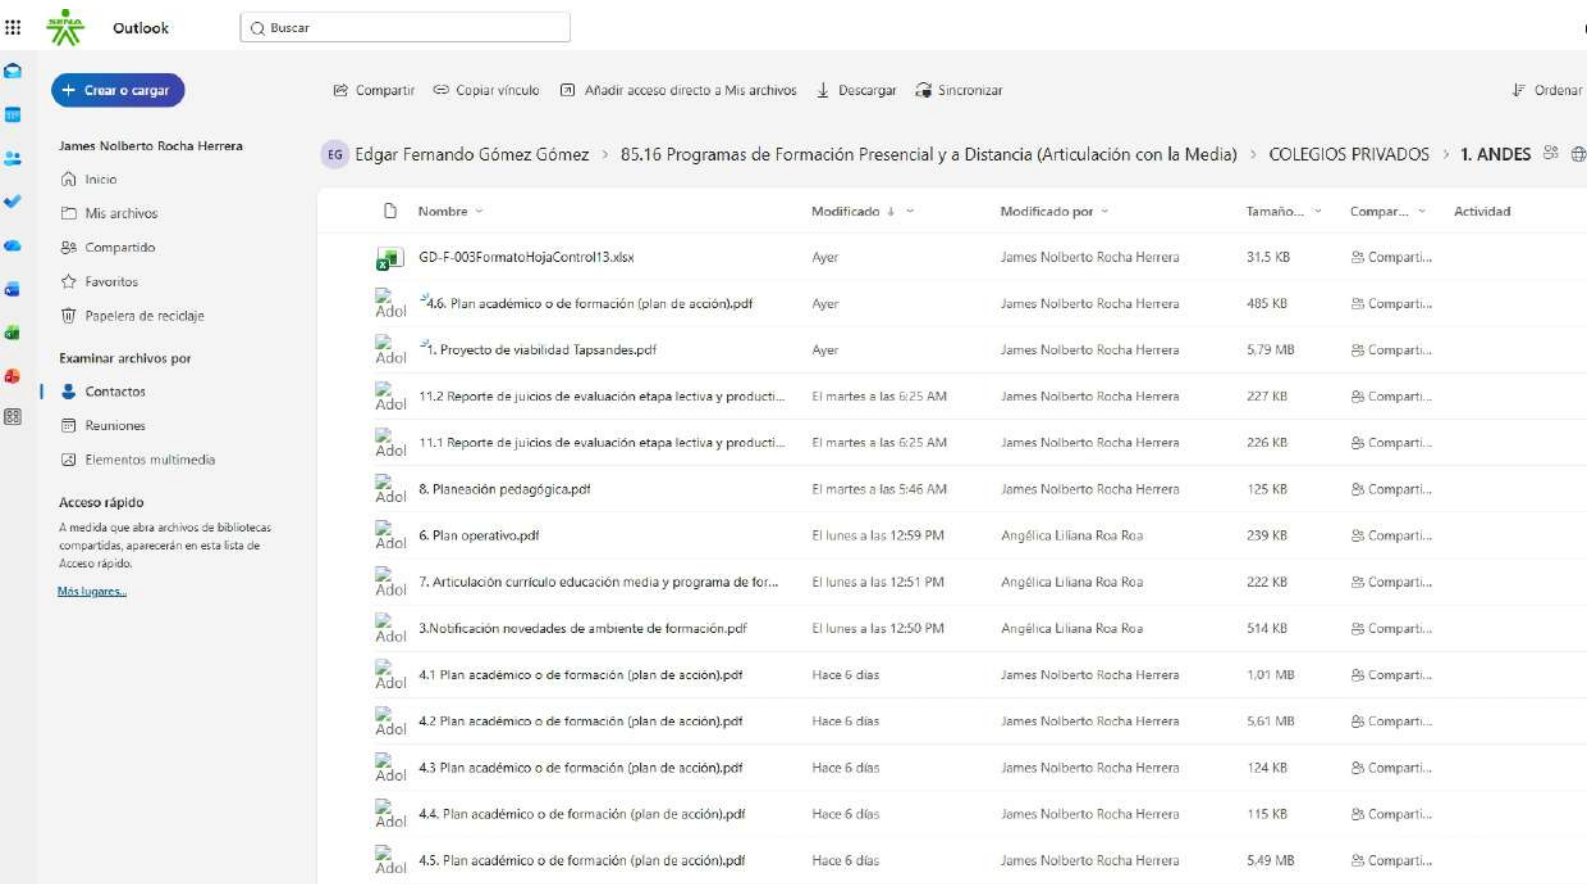 SENA
Outlook
Buscar
Crear o cargar
Compartir Copiar vínculo Añadir acceso directo a Mis archivos Descargar Sincronizar Ordenar
James Nolberto Rocha Herrera
Inicio
Mis archivos
Compartido
Favoritos
Papelera de reciclaje
Examinar archivos por
Contactos
Reuniones
Elementos multimedia
Acceso rápido
A medida que abra archivos de bibliotecas
compartidas, aparecerán en esta lista de
Acceso rápido.
Más lugares...
EG Edgar Fernando Gómez Gómez > 85.16 Programas de Formación Presencial y a Distancia (Articulación con la Media) > COLEGIOS PRIVADOS > 1. ANDES
Nombre Modificado Modificado por Tamaño... Compar... Actividad
GD-F-003FormatoHojaControl13.xlsx Ayer James Nolberto Rocha Herrera 31,5 KB Comparti...
Adol 4.6. Plan académico o de formación (plan de acción).pdf Ayer James Nolberto Rocha Herrera 485 KB Comparti...
Adol 1. Proyecto de viabilidad Tapsandes.pdf Ayer James Nolberto Rocha Herrera 5,79 MB Comparti...
Adol 11.2 Reporte de juicios de evaluación etapa lectiva y producti... El martes a las 6:25 AM James Nolberto Rocha Herrera 227 KB Comparti...
Adol 11.1 Reporte de juicios de evaluación etapa lectiva y producti... El martes a las 6:25 AM James Nolberto Rocha Herrera 226 KB Comparti...
Adol 8. Planeación pedagógica.pdf El martes a las 5:46 AM James Nolberto Rocha Herrera 125 KB Comparti...
Adol 6. Plan operativo.pdf El lunes a las 12:59 PM Angélica Liliana Roa Roa 239 KB Comparti...
Adol 7. Articulación currículo educación media y programa de for... El lunes a las 12:51 PM Angélica Liliana Roa Roa 222 KB Comparti...
Adol 3.Notificación novedades de ambiente de formación.pdf El lunes a las 12:50 PM Angélica Liliana Roa Roa 514 KB Comparti...
Adol 4.1 Plan académico o de formación (plan de acción).pdf Hace 6 días James Nolberto Rocha Herrera 1,01 MB Comparti...
Adol 4.2 Plan académico o de formación (plan de acción).pdf Hace 6 días James Nolberto Rocha Herrera 5,61 MB Comparti...
Adol 4.3 Plan académico o de formación (plan de acción).pdf Hace 6 días James Nolberto Rocha Herrera 124 KB Comparti...
Adol 4.4. Plan académico o de formación (plan de acción).pdf Hace 6 días James Nolberto Rocha Herrera 115 KB Comparti...
Adol 4.5. Plan académico o de formación (plan de acción).pdf Hace 6 días James Nolberto Rocha Herrera 5,49 MB Comparti...